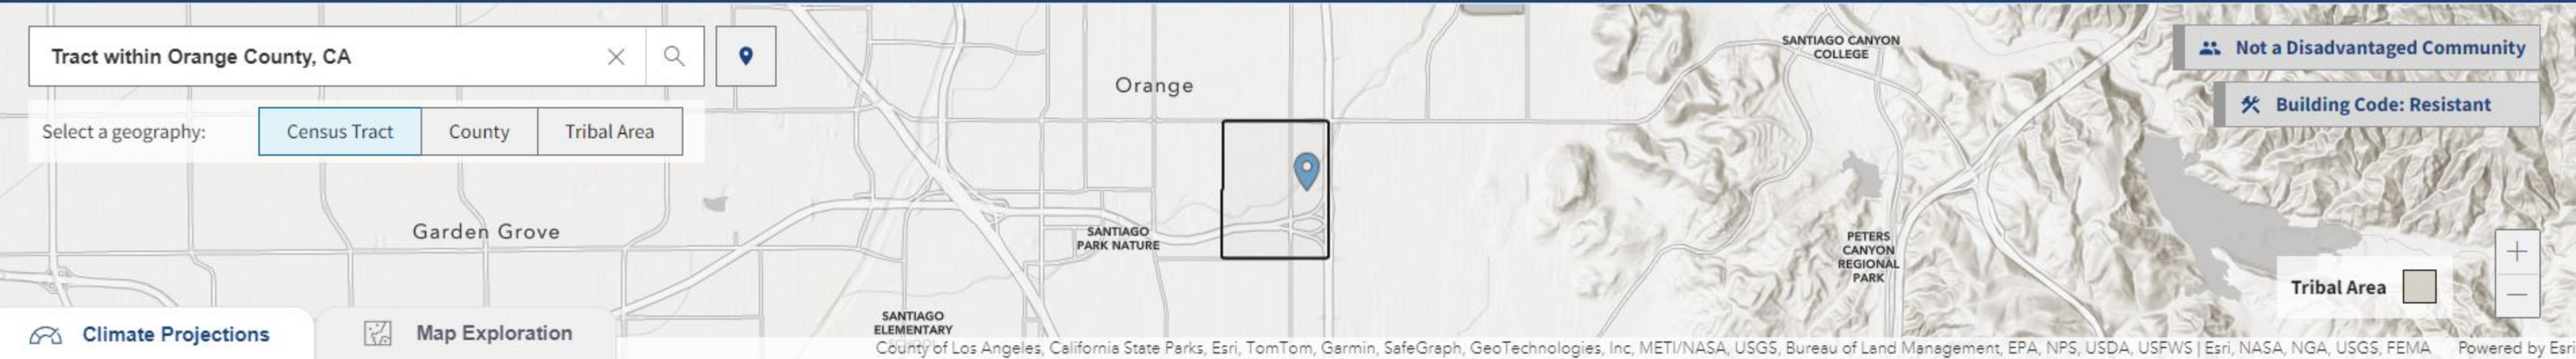 Tract within Orange County, CA
Select a geography:
Census Tract
County
Tribal Area
Orange
Garden Grove
SANTIAGO
PARK NATURE
SANTIAGO
ELEMENTARY
SANTIAGO CANYON
COLLEGE
PETERS
CANYON
REGIONAL
PARK
Not a Disadvantaged Community
Building Code: Resistant
Tribal Area
+
−
Climate Projections
Map Exploration
County of Los Angeles, California State Parks, Esri, TomTom, Garmin, SafeGraph, GeoTechnologies, Inc, METI/NASA, USGS, Bureau of Land Management, EPA, NPS, USDA, USFWS | Esri, NASA, NGA, USGS, FEMA
Powered by Esri